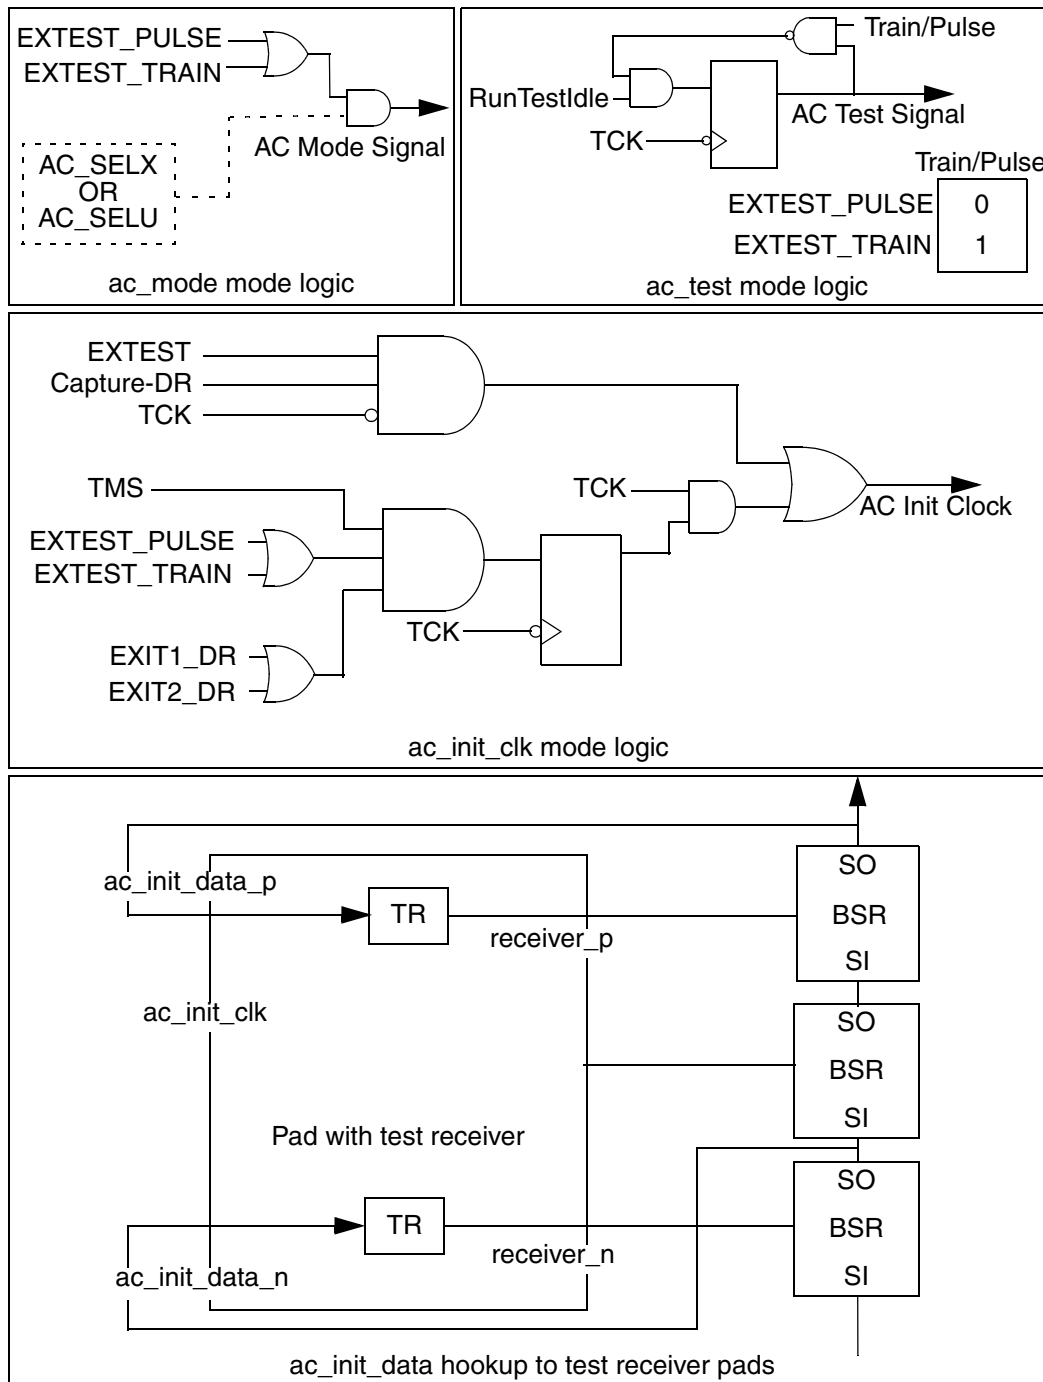 EXTEST_PULSE
EXTEST_TRAIN
AC Mode Signal
AC_SELX
OR
AC_SELU
ac_mode mode logic
Train/Pulse
RunTestIdle
AC Test Signal
TCK
Train/Pulse
EXTEST_PULSE 0
EXTEST_TRAIN 1
ac_test mode logic
EXTEST
Capture-DR
TCK
TMS
TCK
AC Init Clock
EXTEST_PULSE
EXTEST_TRAIN
TCK
EXIT1_DR
EXIT2_DR
ac_init_clk mode logic
SO
ac_init_data_p
TR
BSR
receiver_p
SI
ac_init_clk
SO
BSR
SI
Pad with test receiver
SO
TR
BSR
receiver_n
ac_init_data_n
SI
ac_init_data hookup to test receiver pads